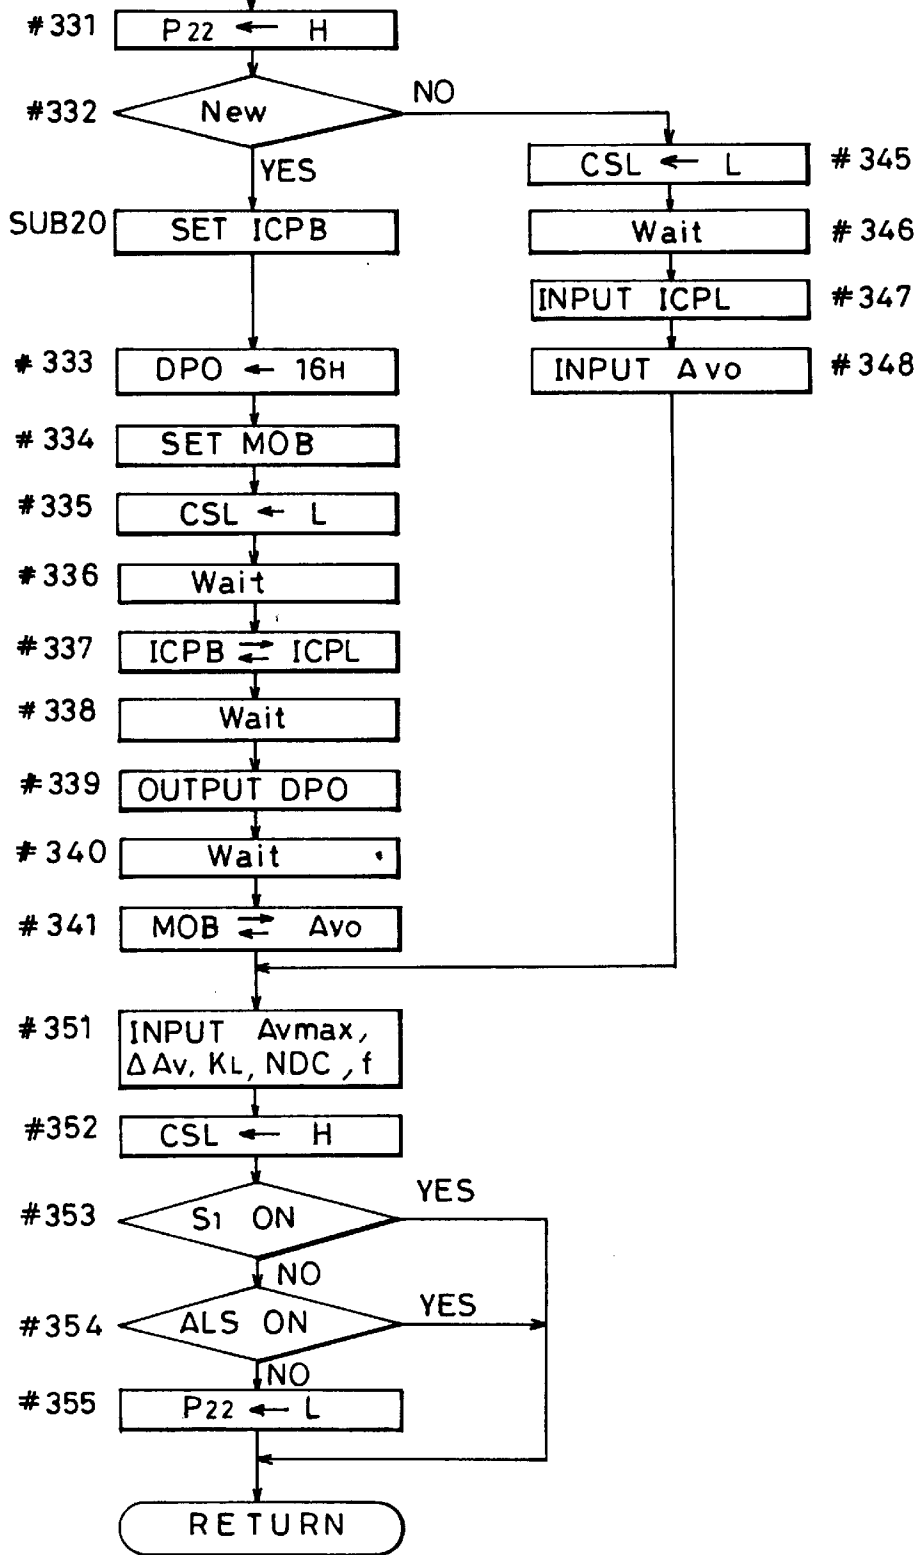 #331 P22 ← H
#332 New NO
YES
#345 CSL ← L
SUB20 SET ICPB
#346 Wait
#347 INPUT ICPL
#348 INPUT Avo
#333 DPO ← 16H
#334 SET MOB
#335 CSL ← L
#336 Wait
#337 ICPB ⇄ ICPL
#338 Wait
#339 OUTPUT DPO
#340 Wait
#341 MOB ⇄ Avo
#351 INPUT Avmax,
ΔAv, KL, NDC, f
#352 CSL ← H
#353 S1 ON YES
NO
#354 ALS ON YES
NO
#355 P22 ← L
RETURN